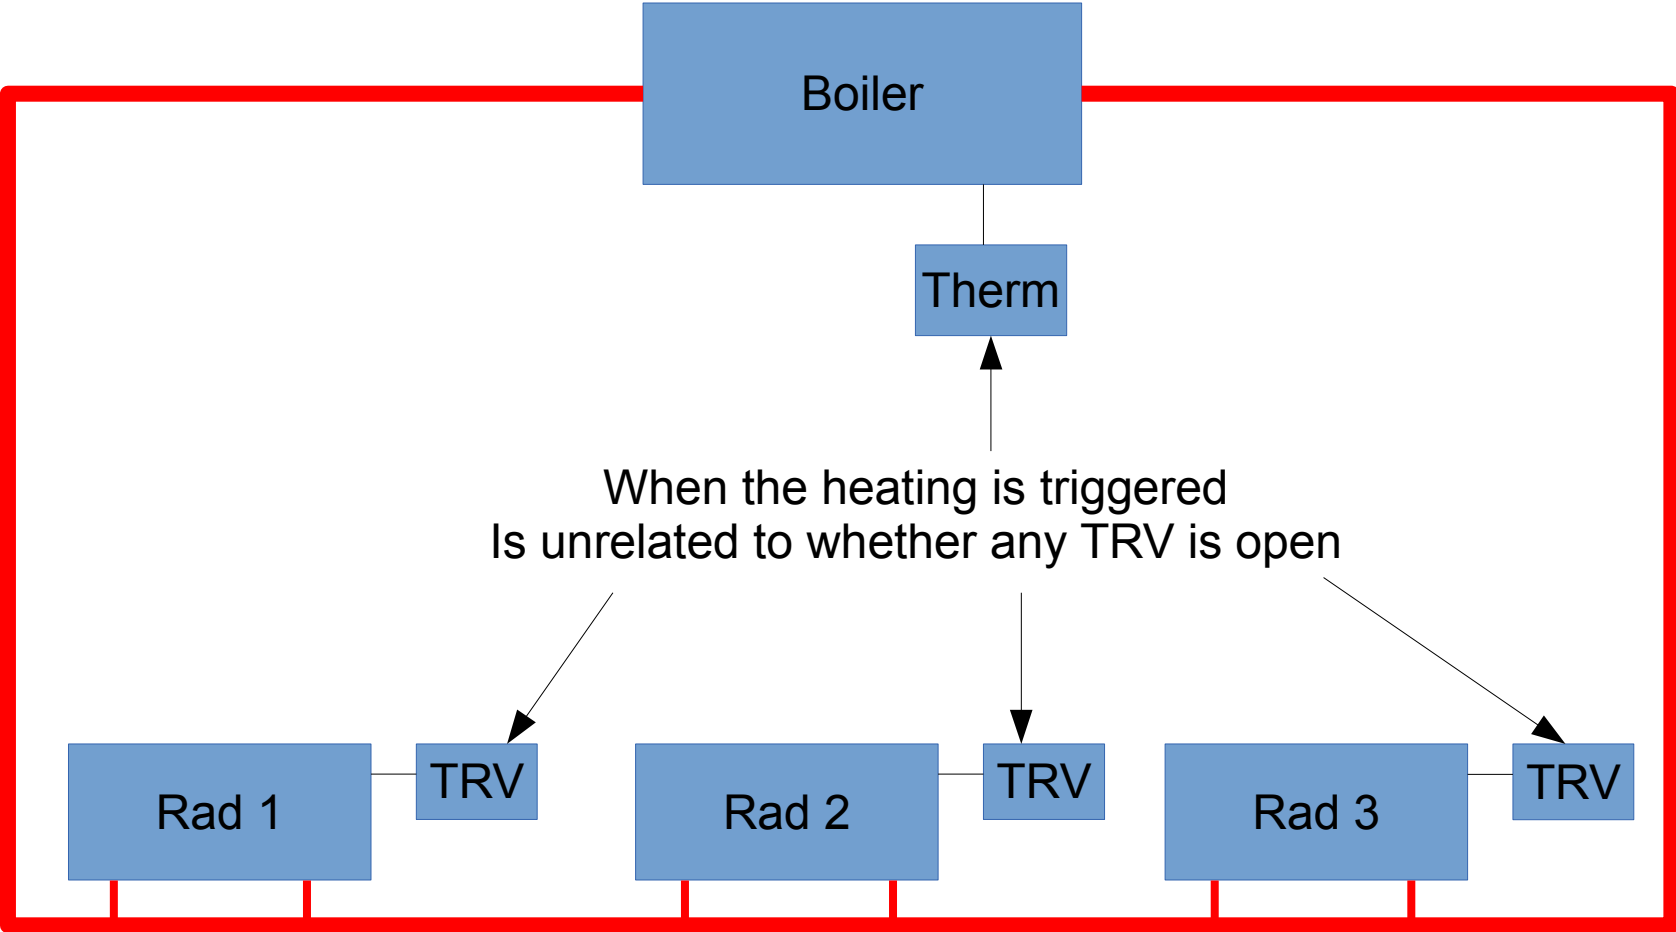 Boiler
Therm
When the heating is triggered
Is unrelated to whether any TRV is open
Rad 1
TRV
Rad 2
TRV
Rad 3
TRV